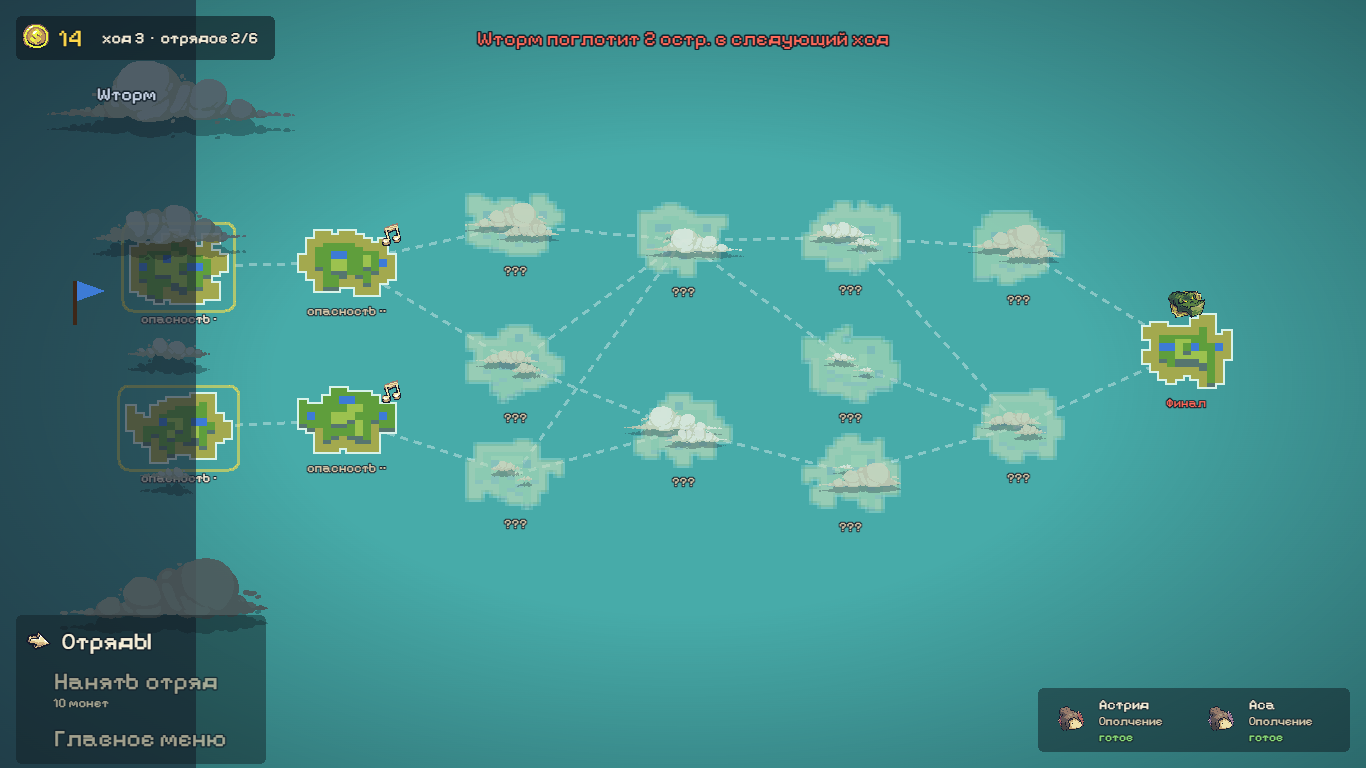 14
ход 3 · отрядов 2/6
Шторм поглотит 2 остр. в следующий ход
Шторм
опасность ·
опасность ··
???
???
???
???
опасность ·
опасность ··
???
???
???
???
???
???
???
Финал
Отряды
Нанять отряд
10 монет
Главное меню
Астрид
Ополчение
готов
Аса
Ополчение
готов